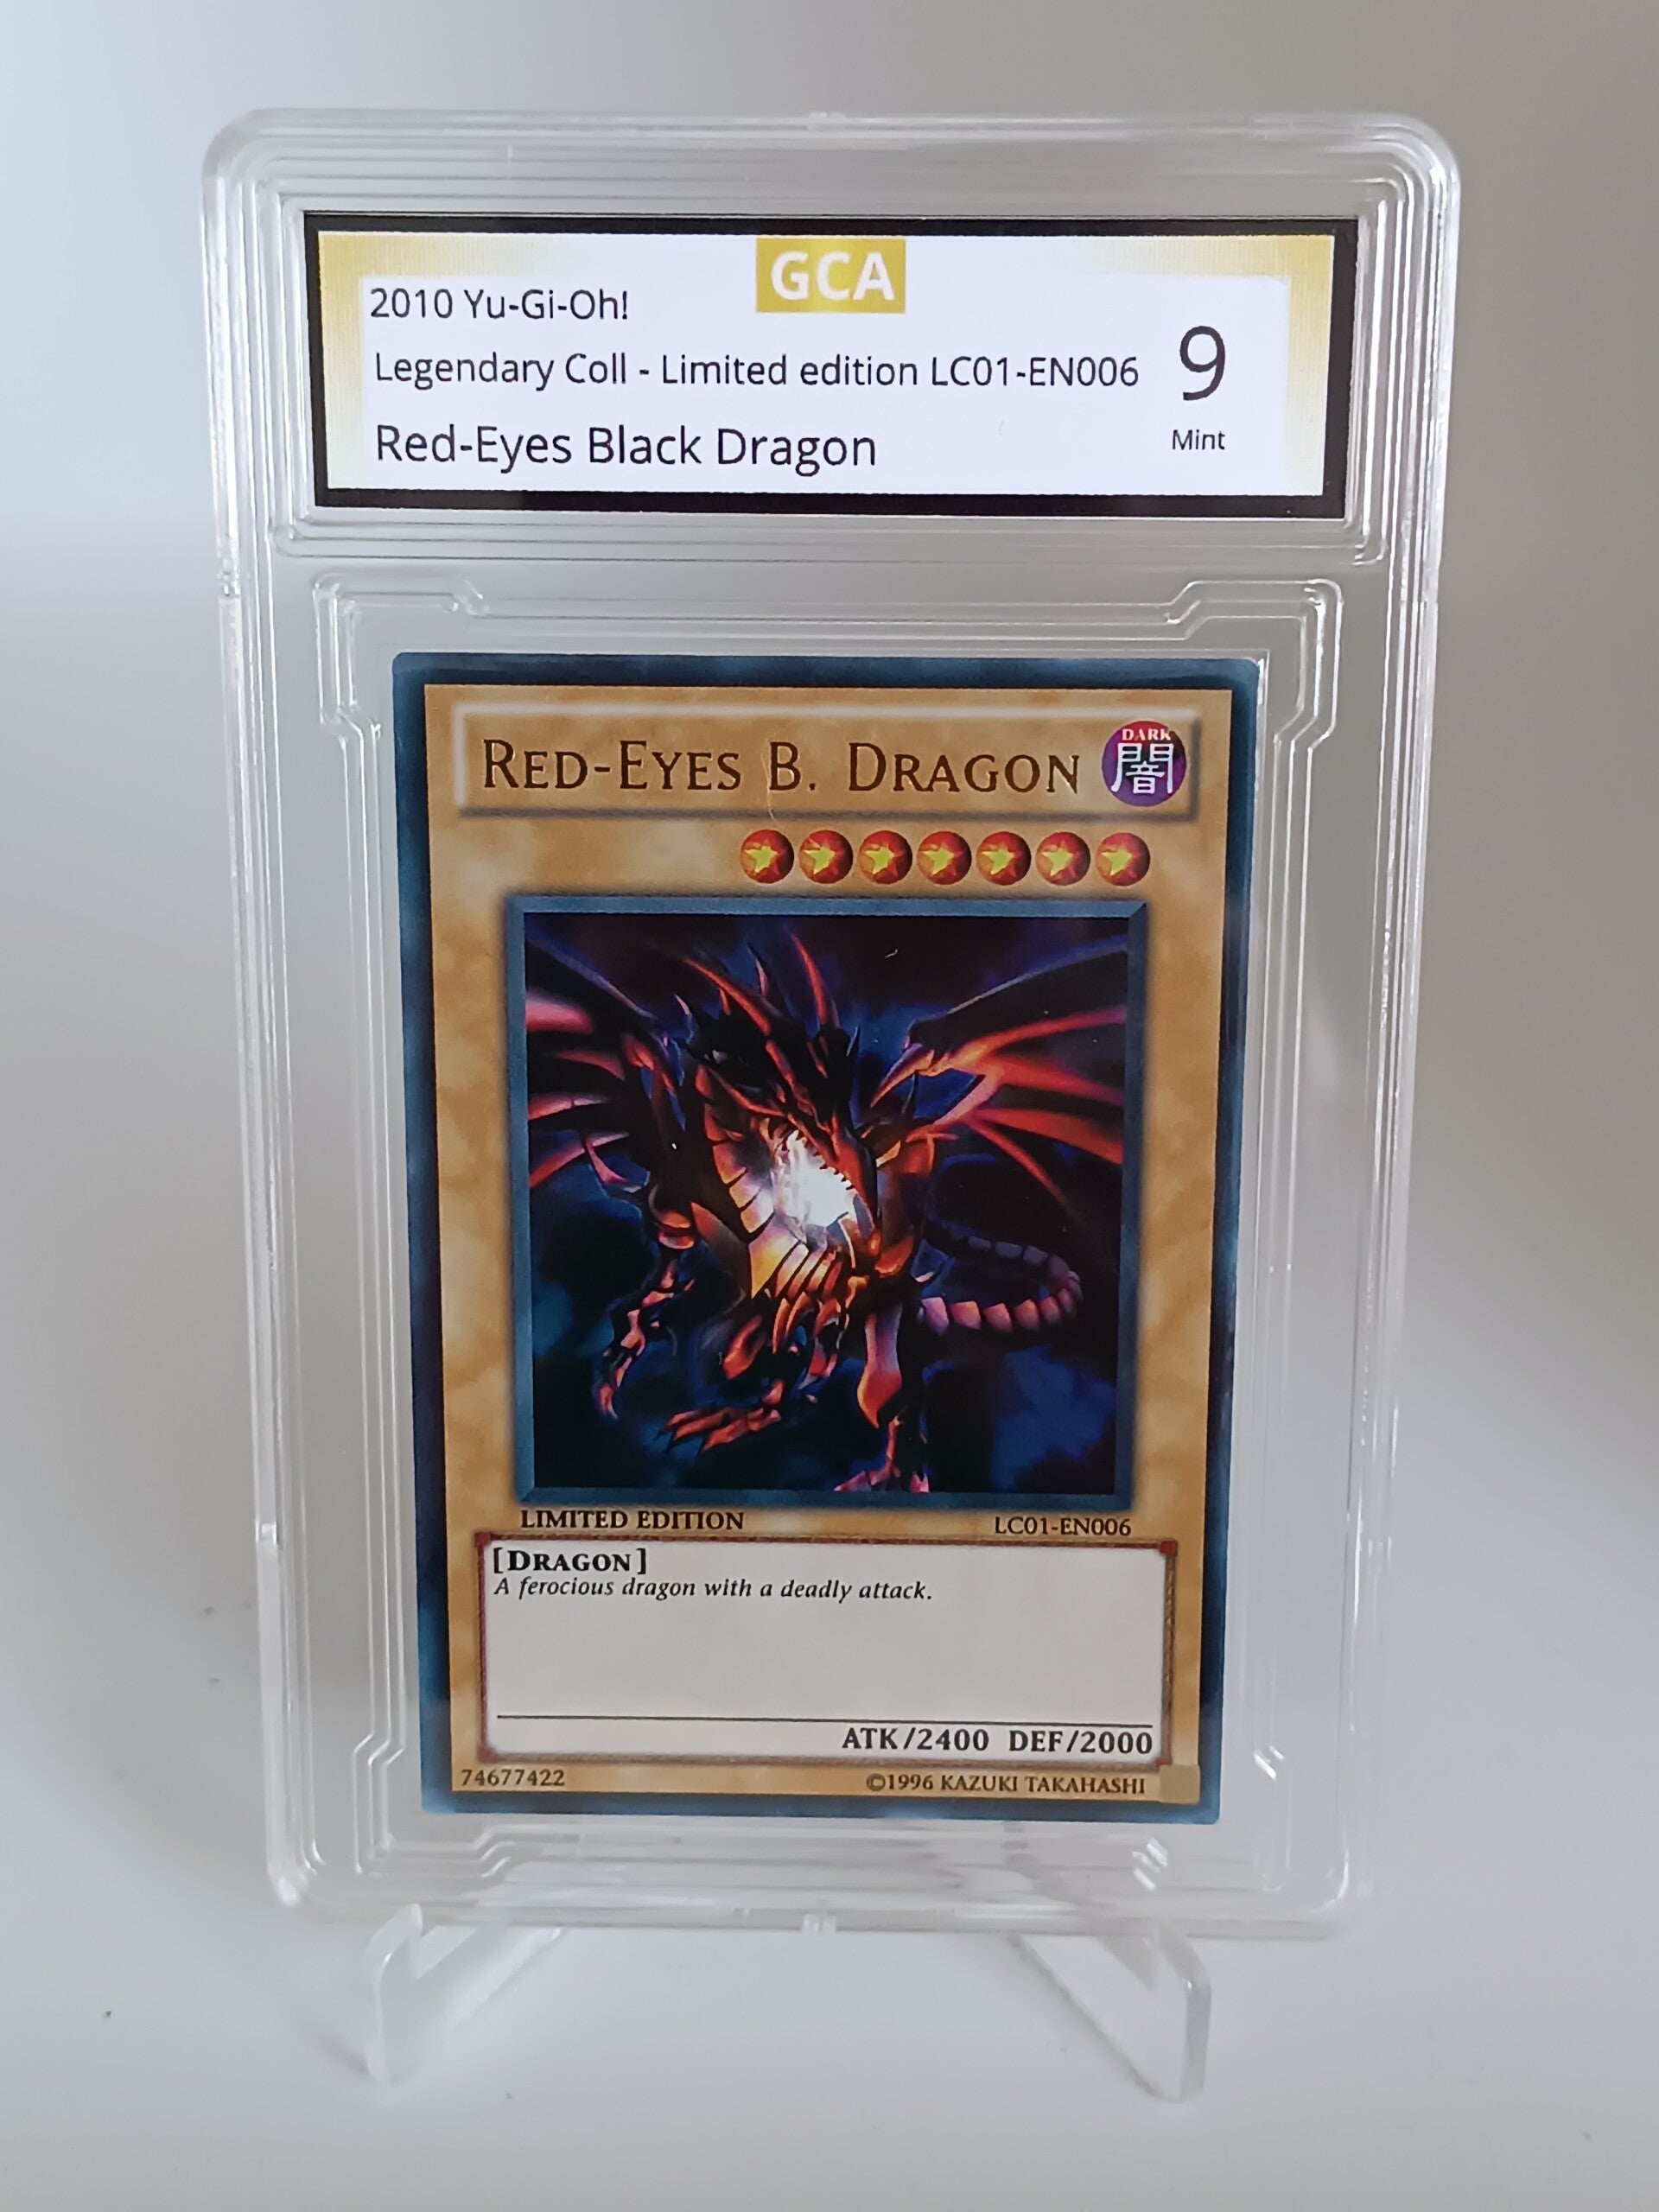 GCA
2010 Yu-Gi-Oh!
Legendary Coll - Limited edition LC01-EN006
9
Red-Eyes Black Dragon
Mint
RED-EYES B. DRAGON
DARK
闇
LIMITED EDITION
LC01-EN006
[DRAGON]
A ferocious dragon with a deadly attack.
ATK/2400 DEF/2000
74677422
©1996 KAZUKI TAKAHASHI